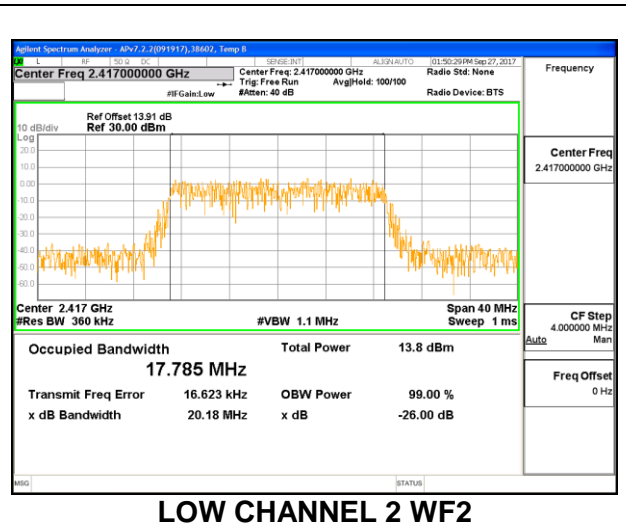 Agilent Spectrum Analyzer - APv7.2.2(091917),38602, Temp B
L RF 50 Ω DC SENSE:INT ALIGNAUTO 01:50:29 PM Sep 27, 2017
Center Freq 2.417000000 GHz
Center Freq: 2.417000000 GHz
Radio Std: None
Trig: Free Run
Avg|Hold: 100/100
#IFGain:Low
#Atten: 40 dB
Radio Device: BTS
Frequency
Ref Offset 13.91 dB
10 dB/div
Ref 30.00 dBm
Log
20.0
10.0
0.00
-10.0
-20.0
-30.0
-40.0
-50.0
-60.0
Center 2.417 GHz
Span 40 MHz
#Res BW 360 kHz
#VBW 1.1 MHz
Sweep 1 ms
Center Freq
2.417000000 GHz
CF Step
4.000000 MHz
Auto Man
Freq Offset
0 Hz
Occupied Bandwidth
17.785 MHz
Total Power 13.8 dBm
Transmit Freq Error 16.623 kHz
OBW Power 99.00 %
x dB Bandwidth 20.18 MHz
x dB -26.00 dB
MSG
STATUS
LOW CHANNEL 2 WF2